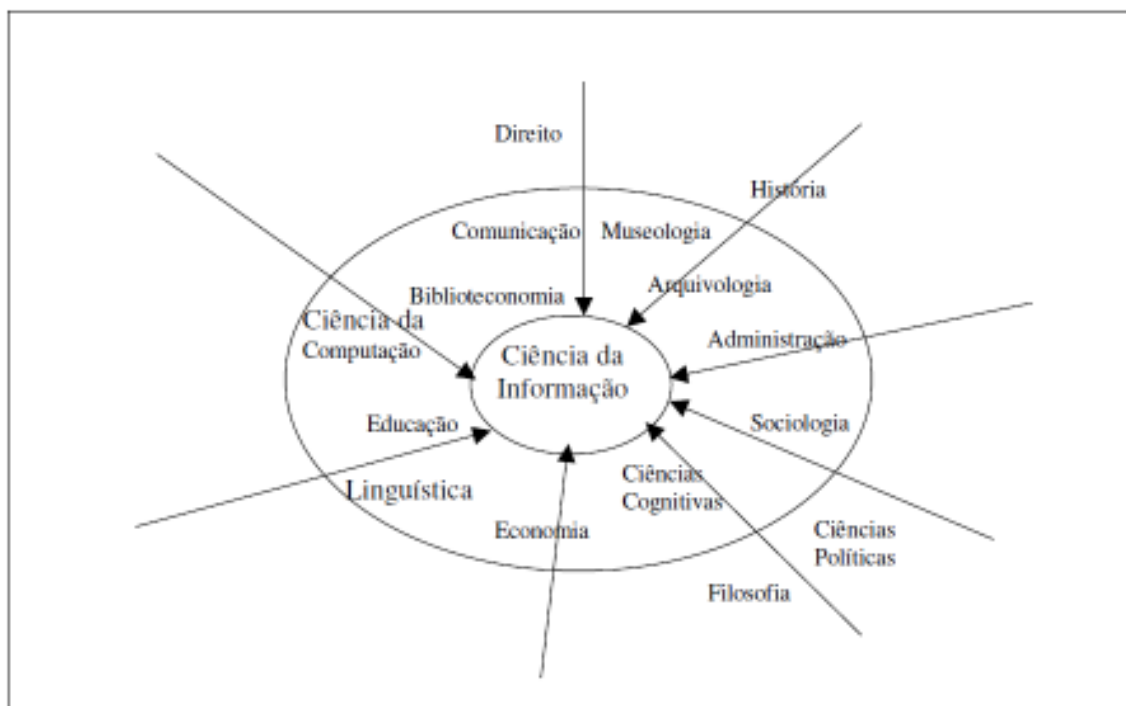 Direito
História
Comunicação
Museologia
Arquivologia
Biblioteconomia
Ciência da
Computação
Administração
Ciência da
Informação
Educação
Sociologia
Linguística
Ciências
Cognitivas
Economia
Ciências
Políticas
Filosofia